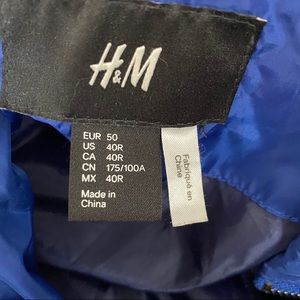 H&M
EUR 50
US 40R
CA 40R
CN 175/100A
MX 40R
Made in
China
Fabriqué en
Chine